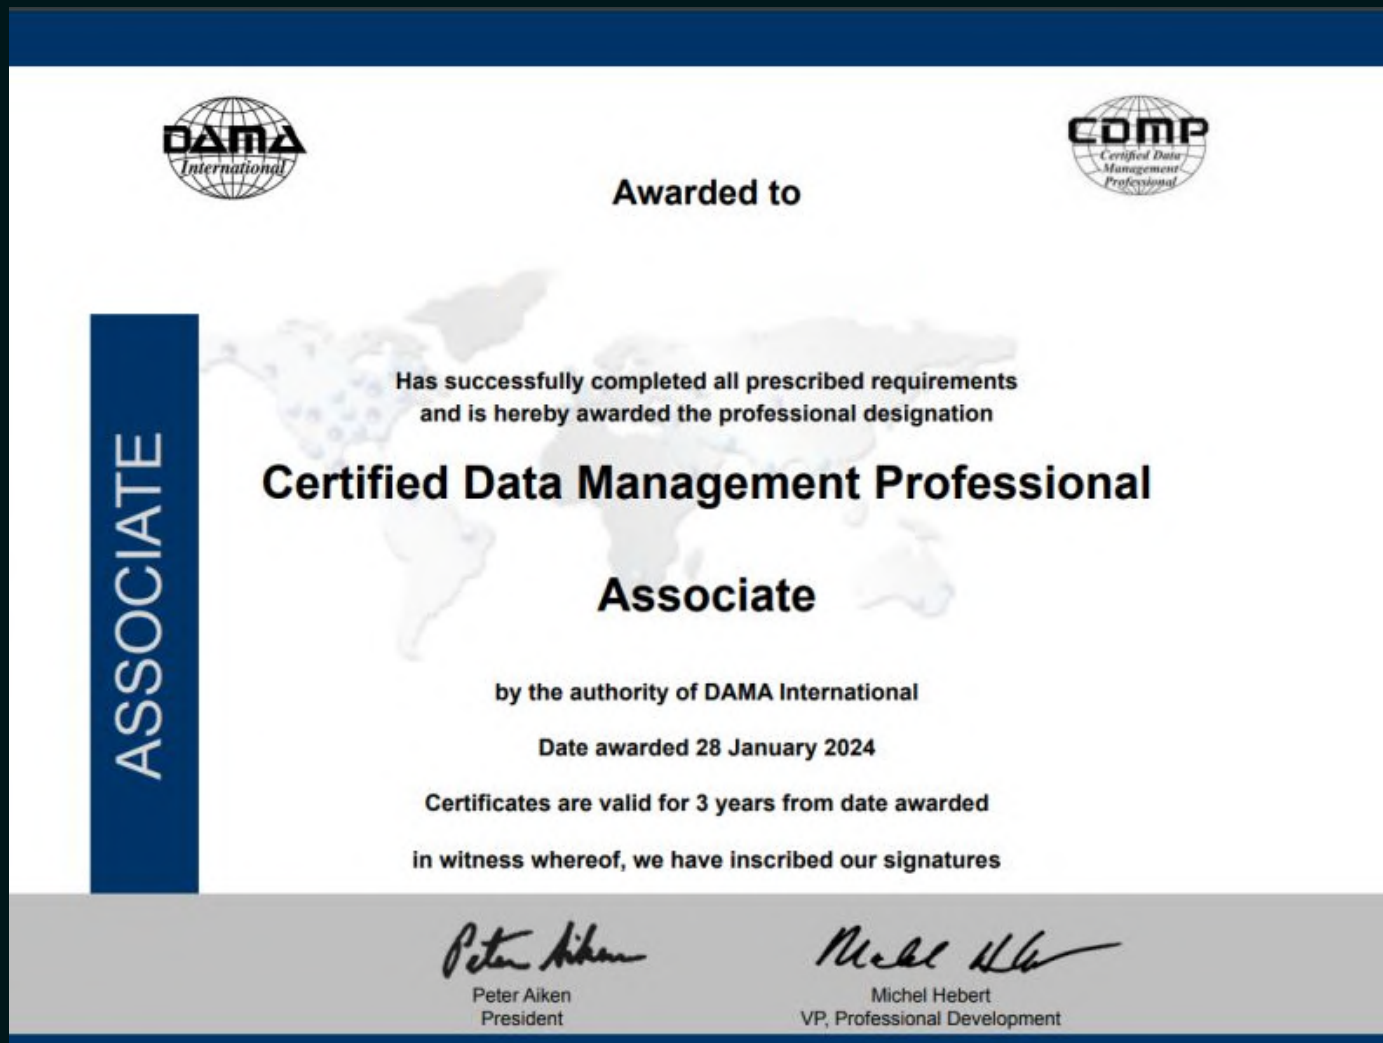 DAMA
International
CDMP
Certified Data
Management
Professional
Awarded to
Has successfully completed all prescribed requirements
and is hereby awarded the professional designation
Certified Data Management Professional
Associate
ASSOCIATE
by the authority of DAMA International
Date awarded 28 January 2024
Certificates are valid for 3 years from date awarded
in witness whereof, we have inscribed our signatures
Peter Aiken
Peter Aiken
President
Michel Hebert
VP, Professional Development